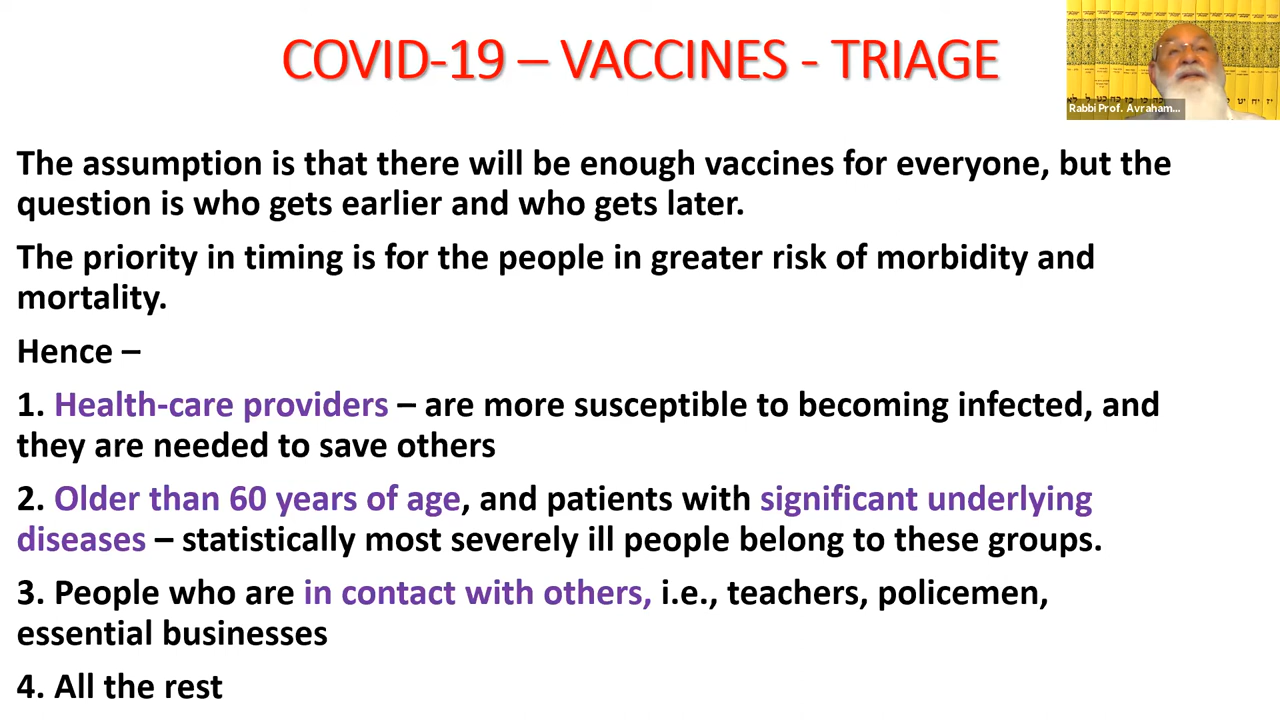 COVID-19 – VACCINES - TRIAGE
Rabbi Prof. Avraham...
The assumption is that there will be enough vaccines for everyone, but the
question is who gets earlier and who gets later.
The priority in timing is for the people in greater risk of morbidity and
mortality.
Hence –
1. Health-care providers – are more susceptible to becoming infected, and
they are needed to save others
2. Older than 60 years of age, and patients with significant underlying
diseases – statistically most severely ill people belong to these groups.
3. People who are in contact with others, i.e., teachers, policemen,
essential businesses
4. All the rest